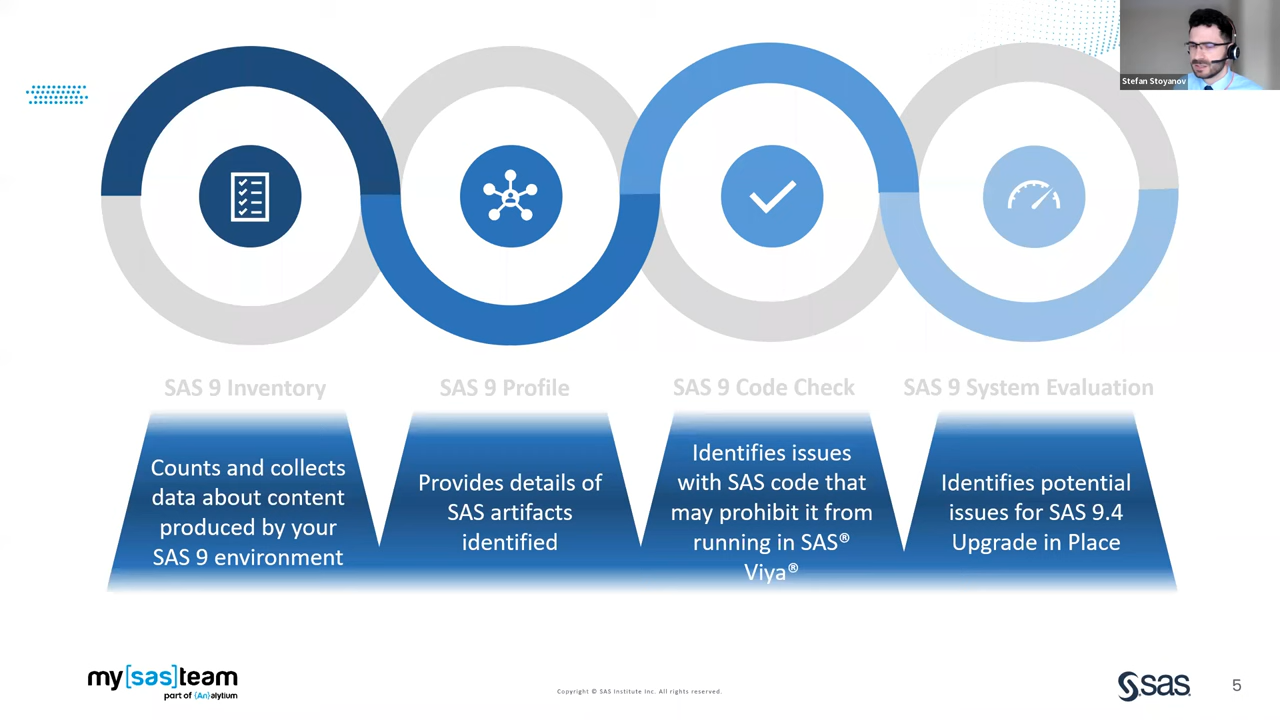 Stefan Stoyanov
SAS 9 Inventory
SAS 9 Profile
SAS 9 Code Check
SAS 9 System Evaluation
Counts and collects
data about content
produced by your
SAS 9 environment
Provides details of
SAS artifacts
identified
Identifies issues
with SAS code that
may prohibit it from
running in SAS®
Viya®
Identifies potential
issues for SAS 9.4
Upgrade in Place
my[sas]team
part of {An}alytium
Copyright © SAS Institute Inc. All rights reserved.
sas
5